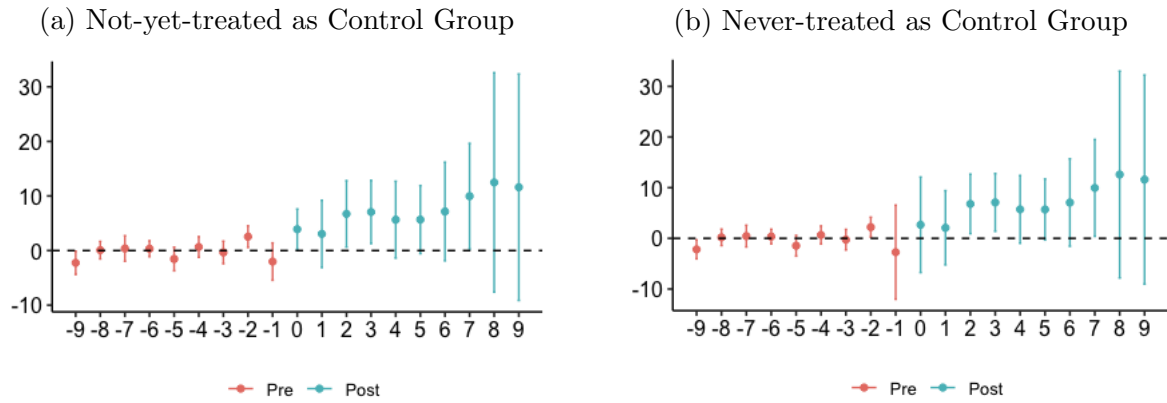 (a) Not-yet-treated as Control Group
30
20
10
0
-10
-9 -8 -7 -6 -5 -4 -3 -2 -1 0 1 2 3 4 5 6 7 8 9
Pre Post
(b) Never-treated as Control Group
30
20
10
0
-10
-9 -8 -7 -6 -5 -4 -3 -2 -1 0 1 2 3 4 5 6 7 8 9
Pre Post